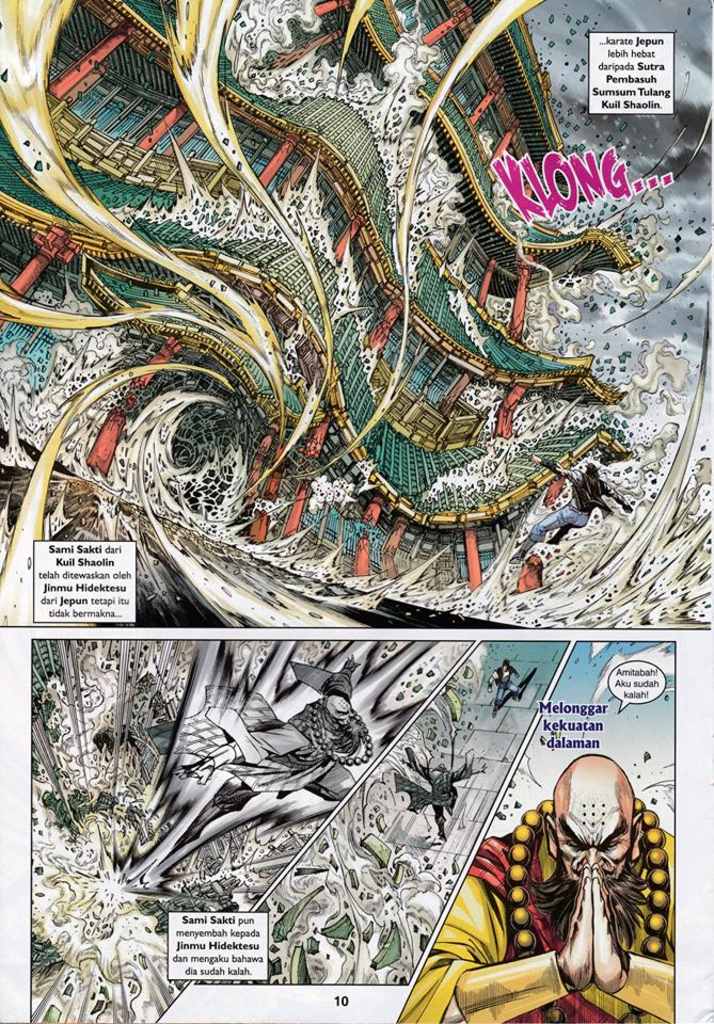 ...karate Jepun
lebih hebat
daripada Sutra
Pembasuh
Sumsum Tulang
Kuil Shaolin.
KLONG...
Sami Sakti dari
Kuil Shaolin
telah ditewaskan oleh
Jinmu Hidektesu
dari Jepun tetapi itu
tidak bermakna...
Amitabah!
Aku sudah
kalah!
Melonggar
kekuatan
dalaman
Sami Sakti pun
menyembah kepada
Jinmu Hidektesu
dan mengaku bahawa
dia sudah kalah.
10